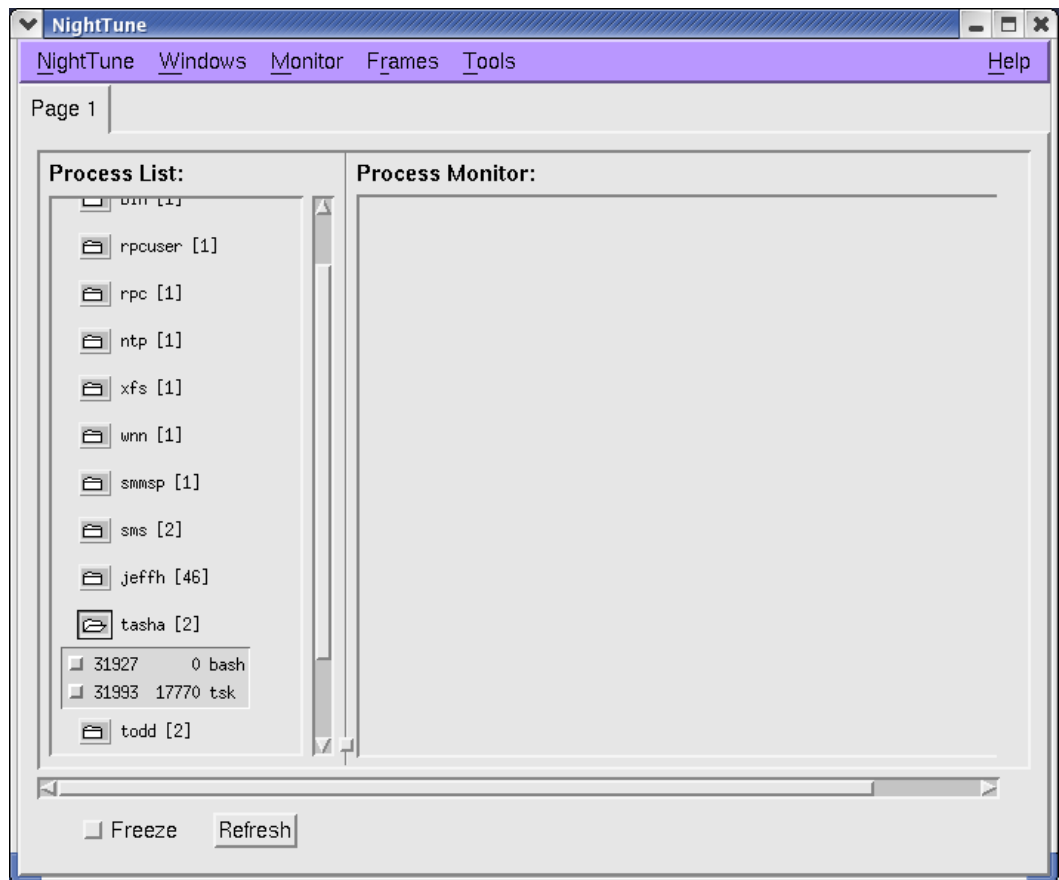 NightTune
NightTune Windows Monitor Frames Tools Help
Page 1
Process List:
bin [1]
rpcuser [1]
rpc [1]
ntp [1]
xfs [1]
wnn [1]
smmsp [1]
sms [2]
jeffh [46]
tasha [2]
31927 0 bash
31993 17770 tsk
todd [2]
Process Monitor:
Freeze Refresh